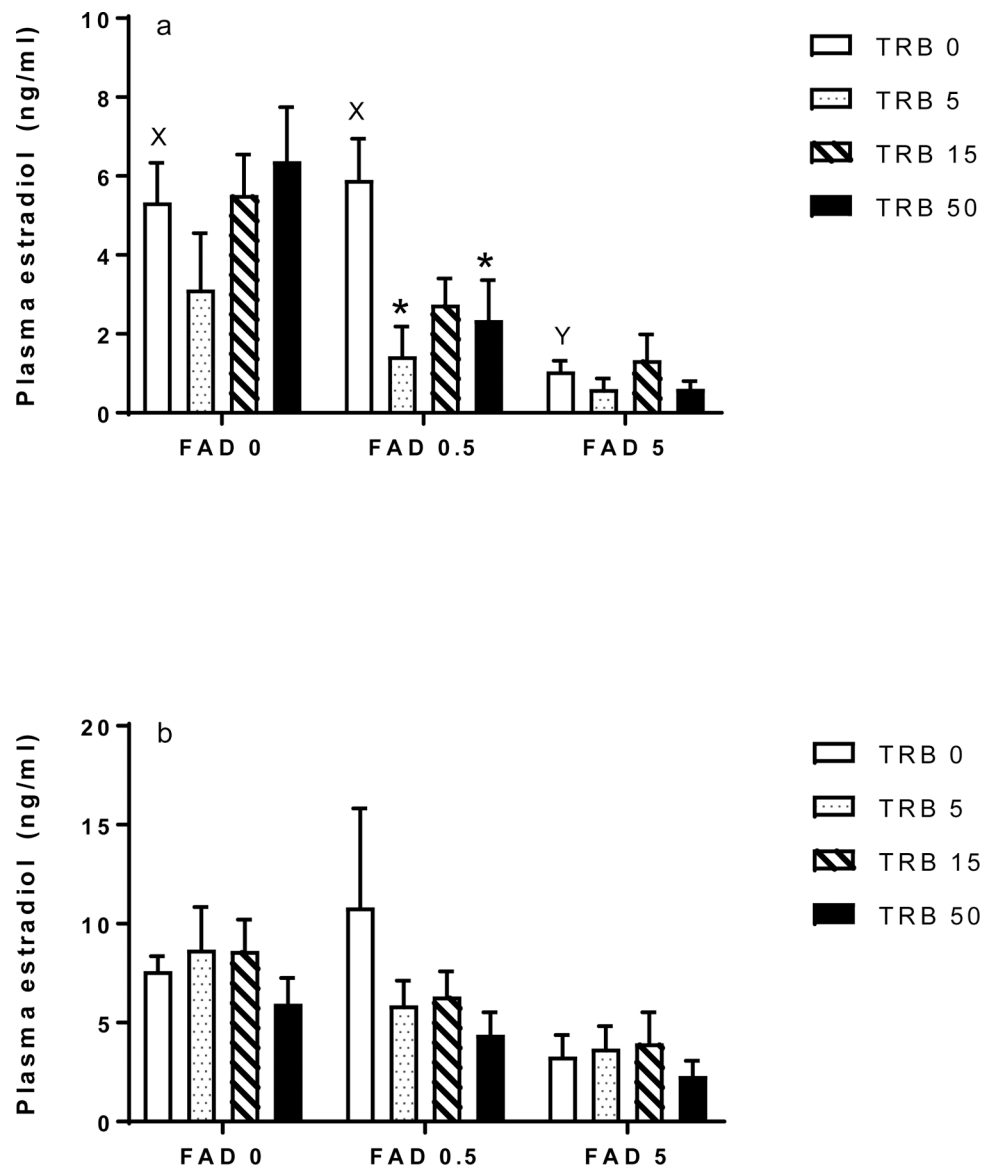 a
Plasma estradiol (ng/ml)
10
8
6
4
2
0
X
X
*
*
Y
FAD 0
FAD 0.5
FAD 5
TRB 0
TRB 5
TRB 15
TRB 50
b
Plasma estradiol (ng/ml)
20
15
10
5
0
FAD 0
FAD 0.5
FAD 5
TRB 0
TRB 5
TRB 15
TRB 50